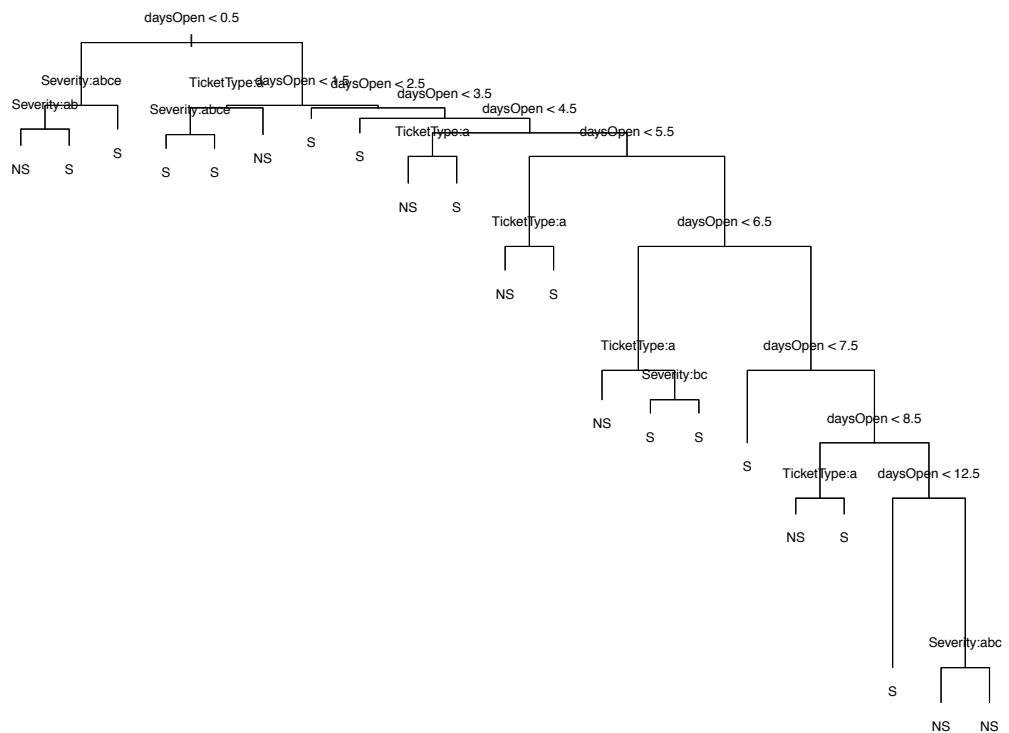 daysOpen < 0.5
Severity:abce
TicketType:a
daysOpen < 1.5
daysOpen < 2.5
daysOpen < 3.5
Severity:ab
Severity:abce
daysOpen < 4.5
TicketType:a
daysOpen < 5.5
S
S
S
NS
NS
S
S
S
NS
S
TicketType:a
daysOpen < 6.5
NS
S
TicketType:a
daysOpen < 7.5
Severity:bc
NS
daysOpen < 8.5
S
S
S
TicketType:a
daysOpen < 12.5
NS
S
Severity:abc
S
NS
NS